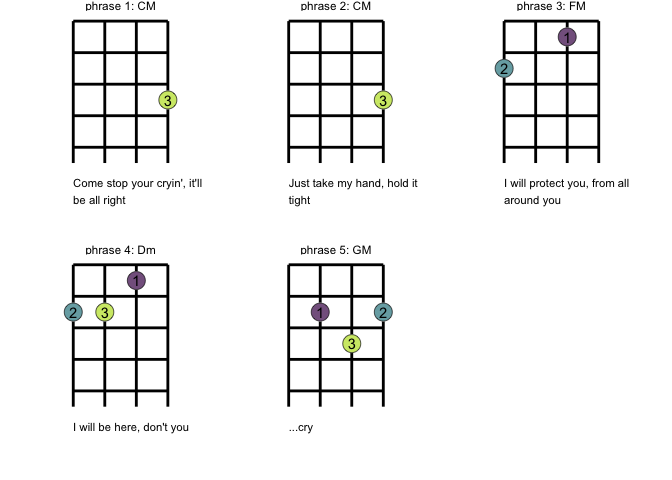 phrase 1: CM
phrase 2: CM
phrase 3: FM
1
2
3
3
Come stop your cryin', it'll
be all right
Just take my hand, hold it
tight
I will protect you, from all
around you
phrase 4: Dm
phrase 5: GM
1
2
3
1
2
3
I will be here, don't you
...cry